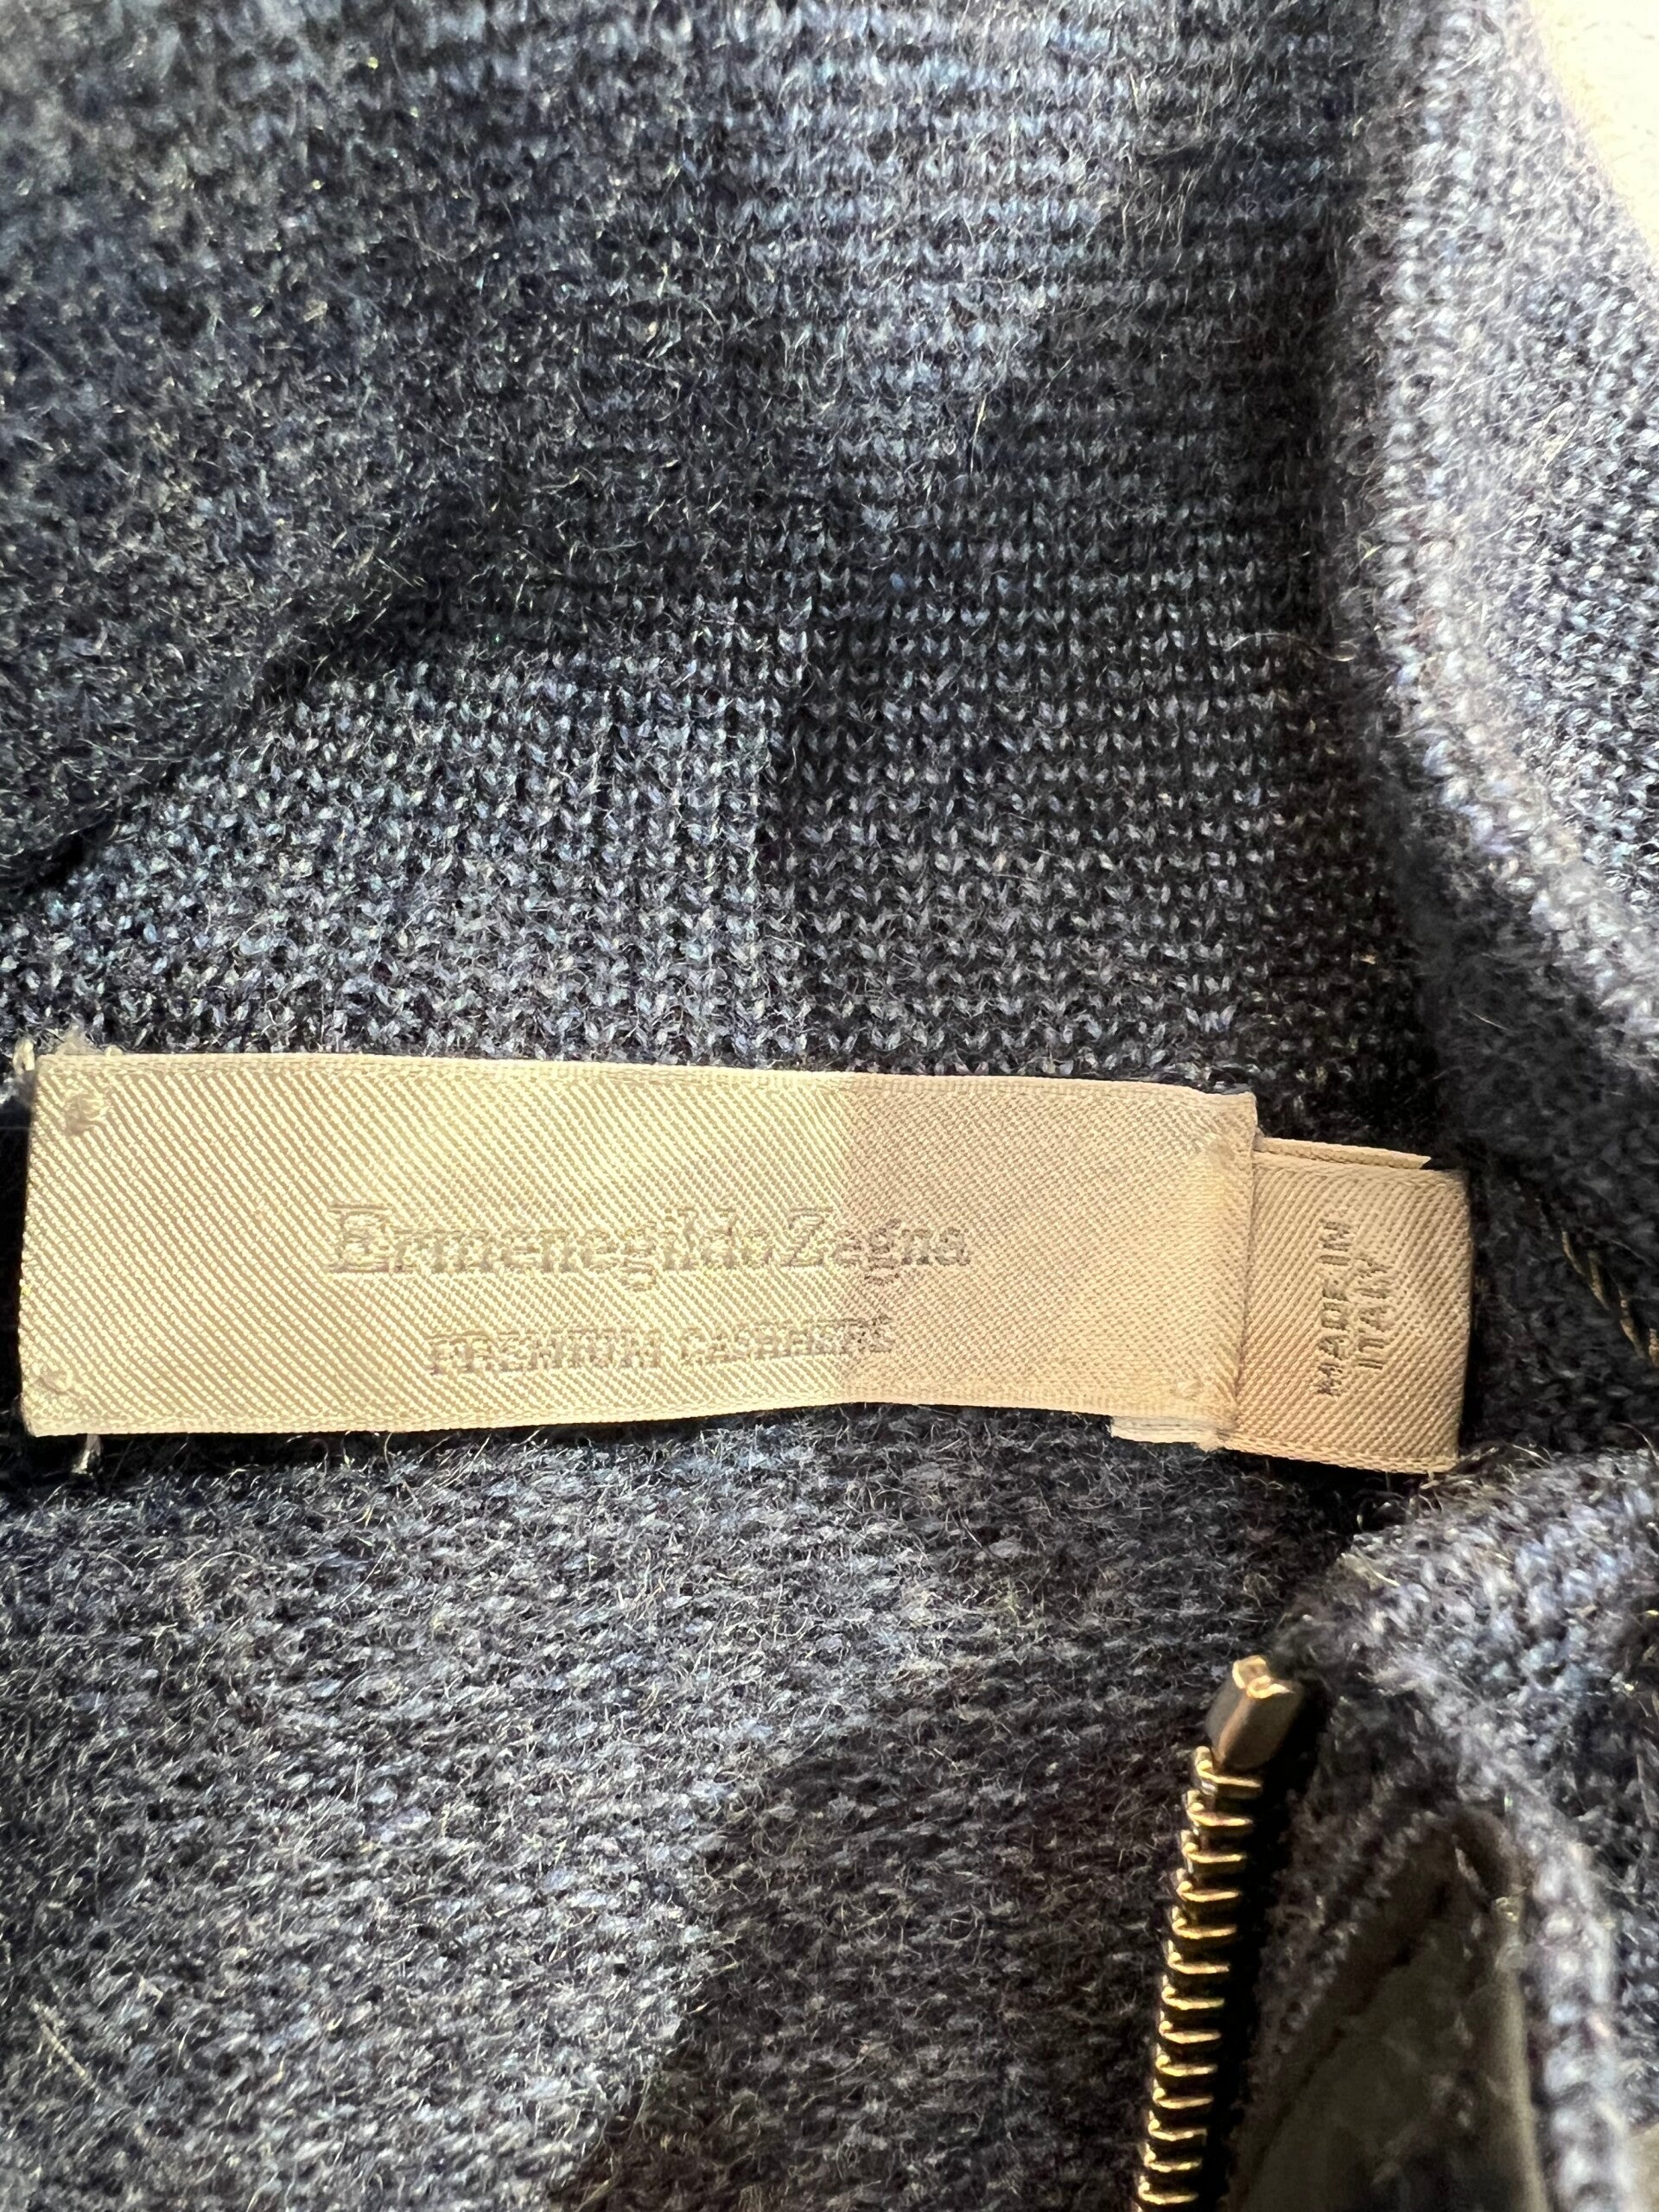 Ermenegildo Zegna
PREMIUM CASHMERE
MADE IN
ITALY